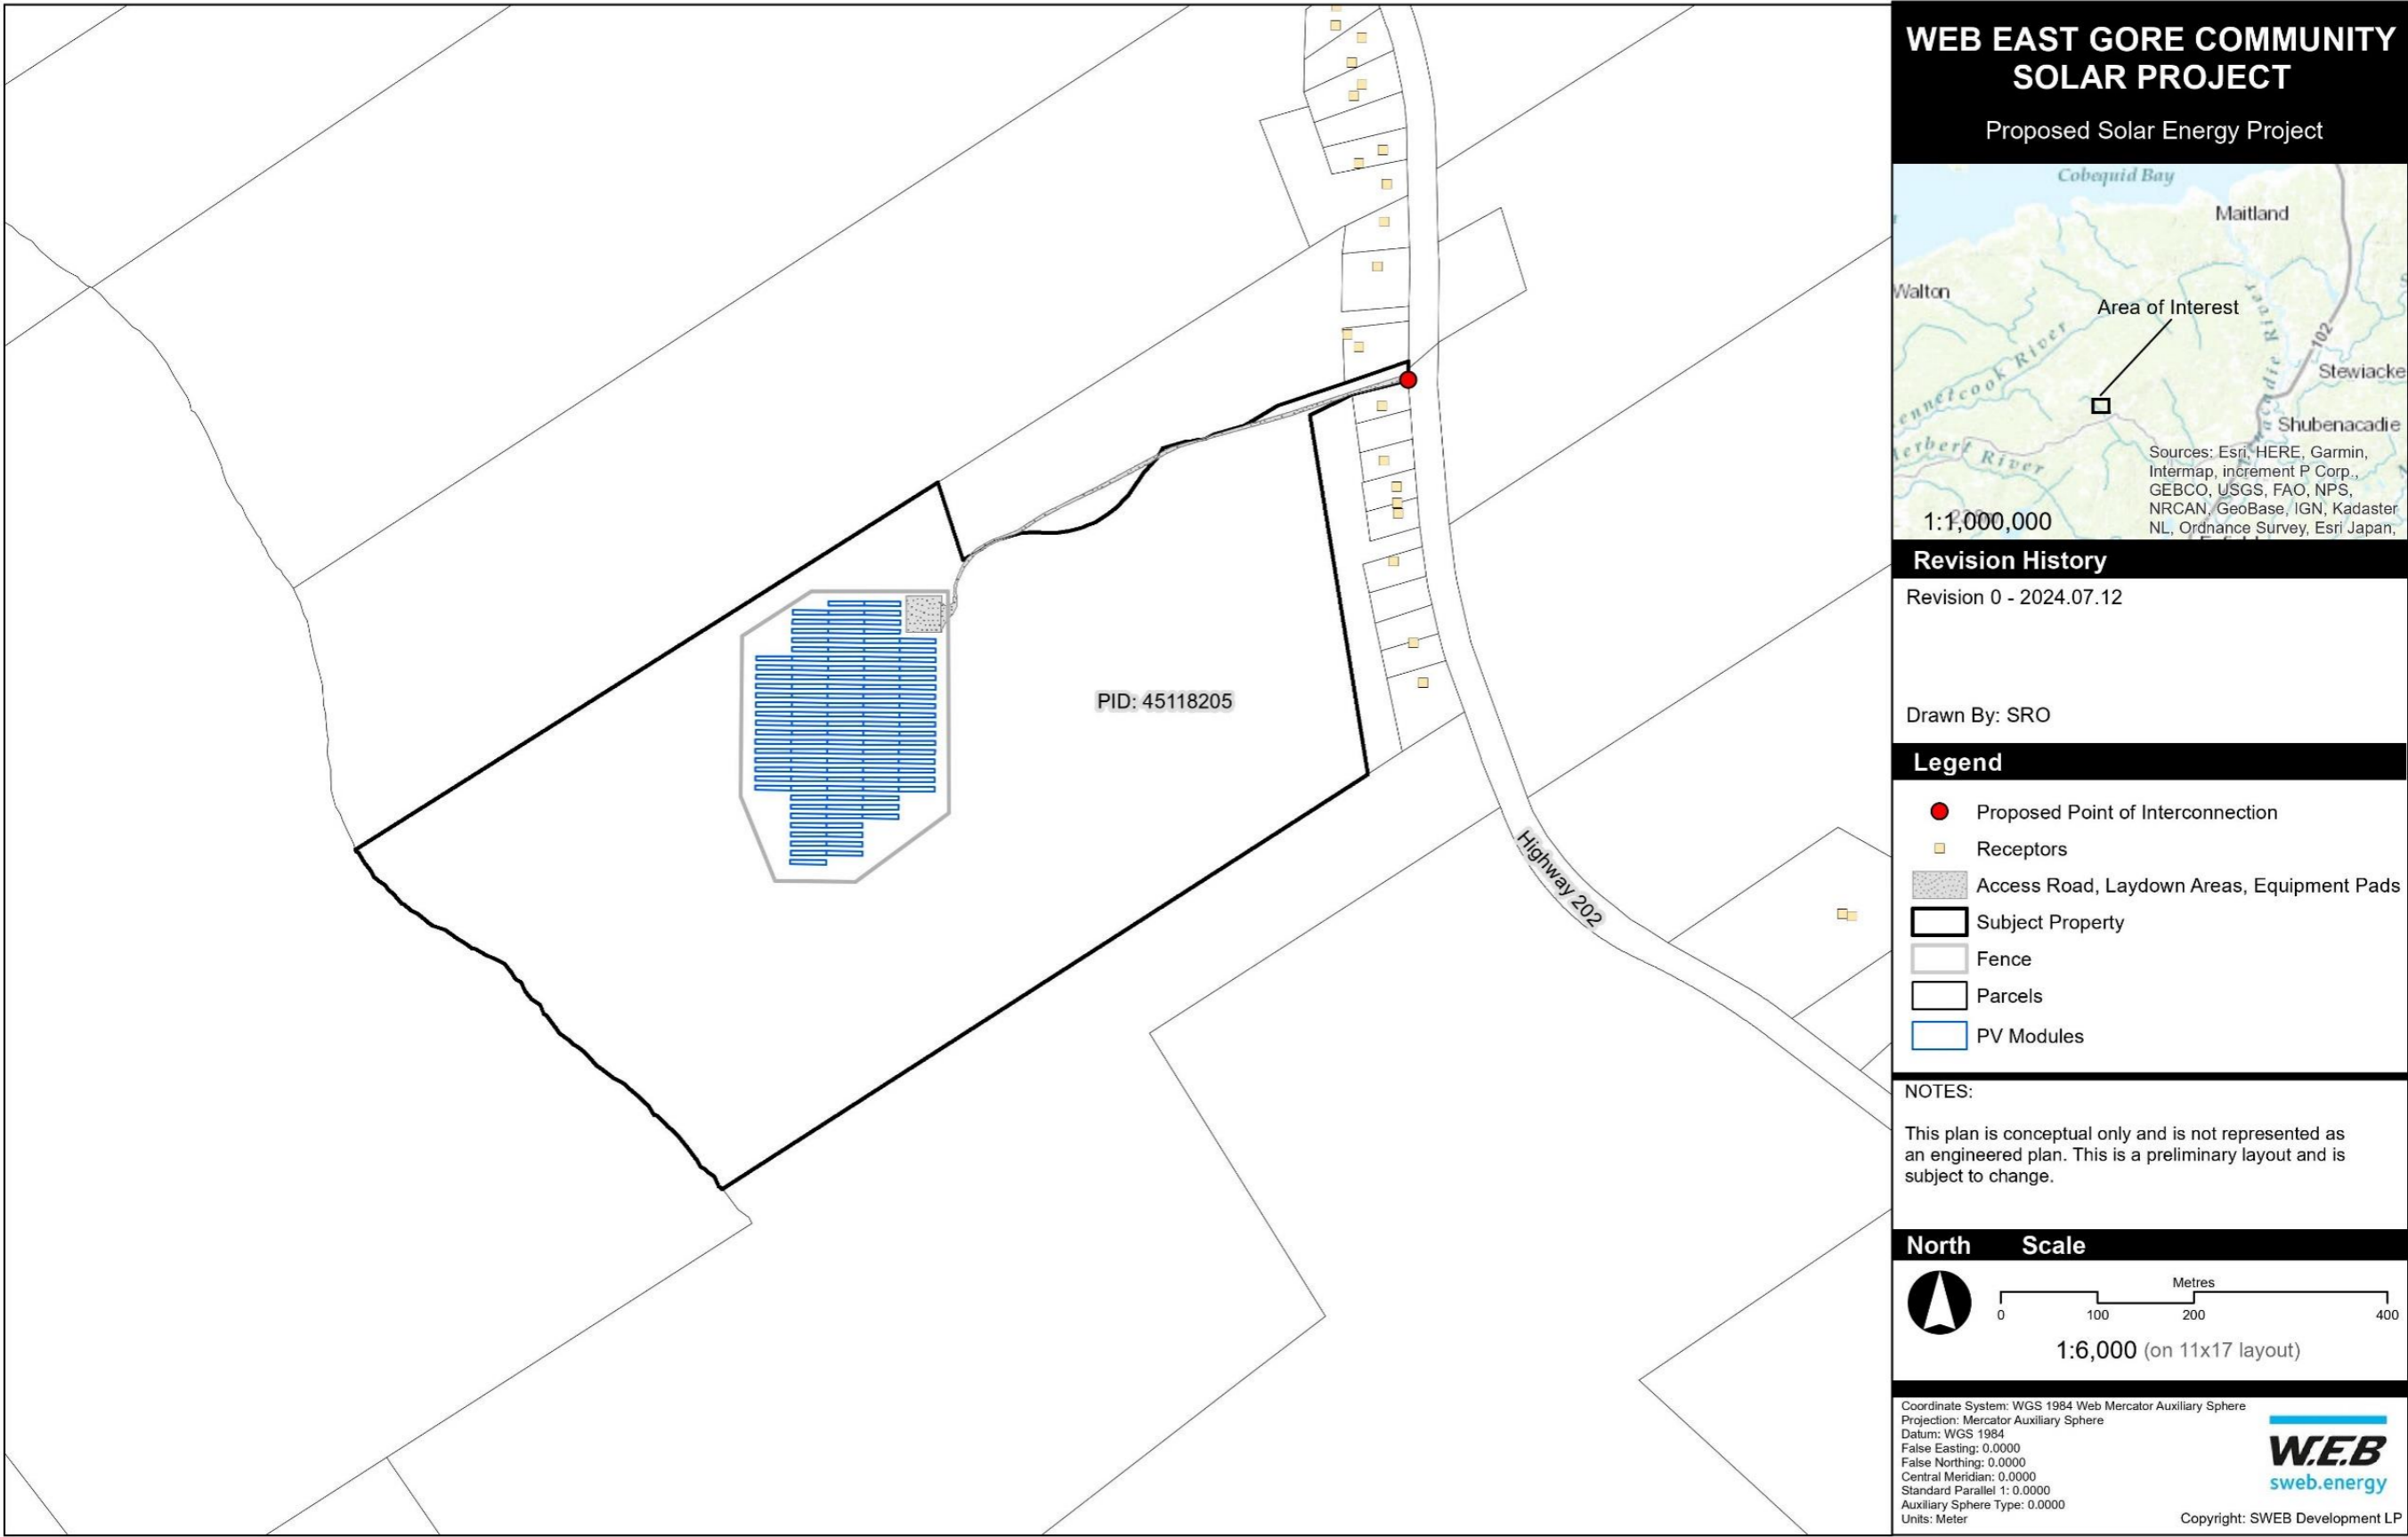 WEB EAST GORE COMMUNITY
SOLAR PROJECT
Proposed Solar Energy Project
Cobequid Bay
Maitland
Walton
Area of Interest
River
102
Stewiacke
River
Shubenacadie
Herbert River
Sources: Esri, HERE, Garmin,
Intermap, increment P Corp.,
GEBCO, USGS, FAO, NPS,
NRCAN, GeoBase, IGN, Kadaster
NL, Ordnance Survey, Esri Japan,
1:1,000,000
Revision History
Revision 0 - 2024.07.12
Drawn By: SRO
Legend
Proposed Point of Interconnection
Receptors
Access Road, Laydown Areas, Equipment Pads
Subject Property
Fence
Parcels
PV Modules
PID: 45118205
Highway 202
NOTES:
This plan is conceptual only and is not represented as
an engineered plan. This is a preliminary layout and is
subject to change.
North Scale
Metres
0 100 200 400
1:6,000 (on 11x17 layout)
Coordinate System: WGS 1984 Web Mercator Auxiliary Sphere
Projection: Mercator Auxiliary Sphere
Datum: WGS 1984
False Easting: 0.0000
False Northing: 0.0000
Central Meridian: 0.0000
Standard Parallel 1: 0.0000
Auxiliary Sphere Type: 0.0000
Units: Meter
W.E.B
sweb.energy
Copyright: SWEB Development LP